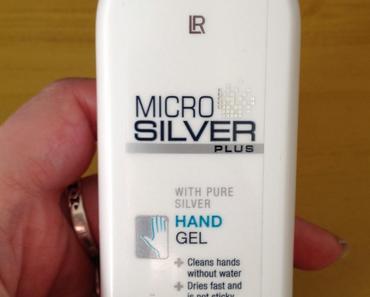 LR
MICRO
SILVER
PLUS
WITH PURE
SILVER
HAND
GEL
+ Cleans hands
without water
+ Dries fast and
is not sticky